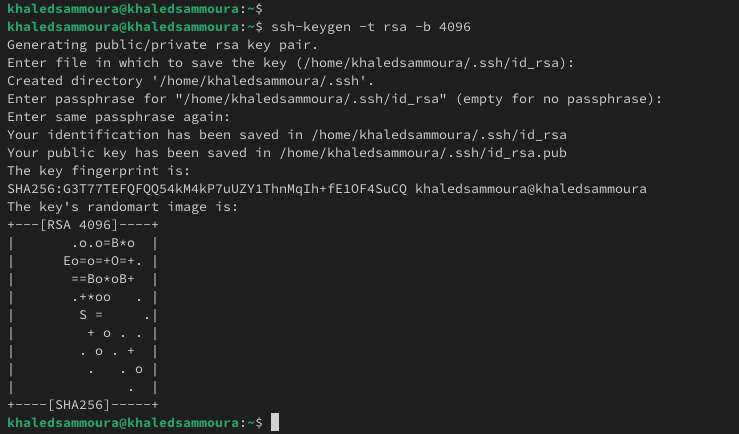 khaledsammoura@khaledsammoura:~$
khaledsammoura@khaledsammoura:~$ ssh-keygen -t rsa -b 4096
Generating public/private rsa key pair.
Enter file in which to save the key (/home/khaledsammoura/.ssh/id_rsa):
Created directory '/home/khaledsammoura/.ssh'.
Enter passphrase for "/home/khaledsammoura/.ssh/id_rsa" (empty for no passphrase):
Enter same passphrase again:
Your identification has been saved in /home/khaledsammoura/.ssh/id_rsa
Your public key has been saved in /home/khaledsammoura/.ssh/id_rsa.pub
The key fingerprint is:
SHA256:G3T77TEFQFQQ54kM4kP7uUZY1ThnMqIh+fE1OF4SuCQ khaledsammoura@khaledsammoura
The key's randomart image is:
+---[RSA 4096]----+
|       .o.o=B*o  |
|      Eo=o=+O=+. |
|       ==Bo*oB+  |
|       .+*oo   . |
|        S =     .|
|         + o . . |
|        . o . +  |
|         .   . o |
|              .  |
+----[SHA256]-----+
khaledsammoura@khaledsammoura:~$